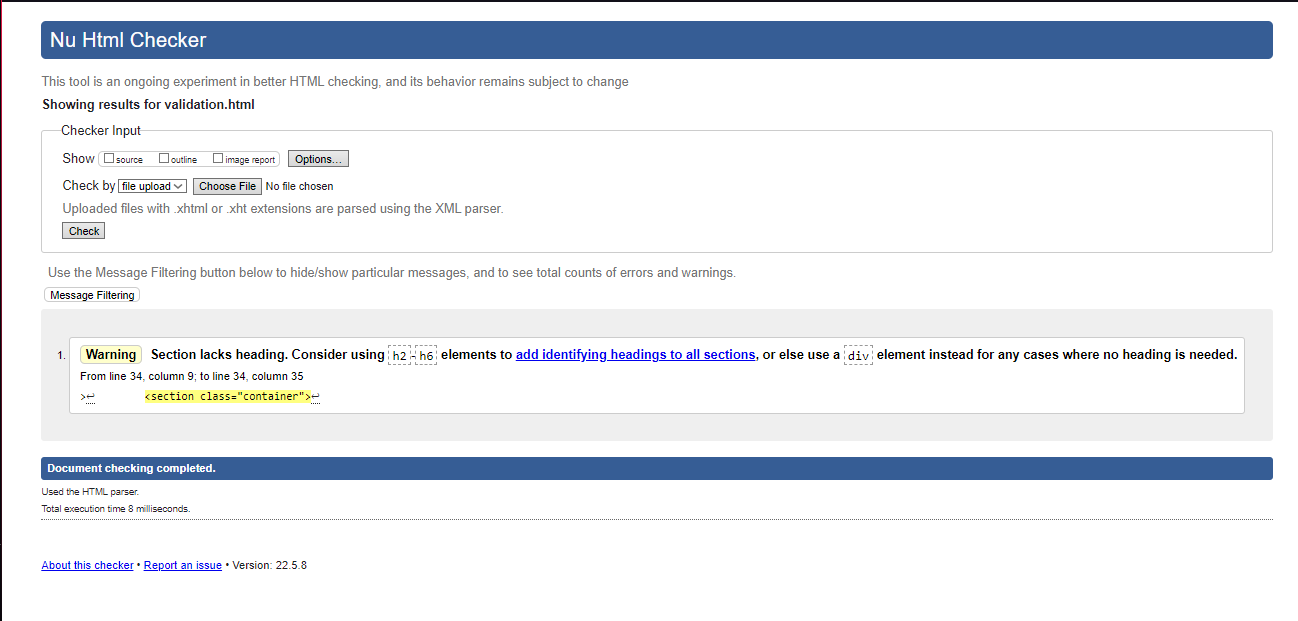 Nu Html Checker
This tool is an ongoing experiment in better HTML checking, and its behavior remains subject to change
Showing results for validation.html
Checker Input
Show source outline image report Options...
Check by file upload Choose File No file chosen
Uploaded files with .xhtml or .xht extensions are parsed using the XML parser.
Check
Use the Message Filtering button below to hide/show particular messages, and to see total counts of errors and warnings.
Message Filtering
1. Warning Section lacks heading. Consider using h2-h6 elements to add identifying headings to all sections, or else use a div element instead for any cases where no heading is needed.
From line 34, column 9; to line 34, column 35
>↩ <section class="container">↩
Document checking completed.
Used the HTML parser.
Total execution time 8 milliseconds.
About this checker • Report an issue • Version: 22.5.8